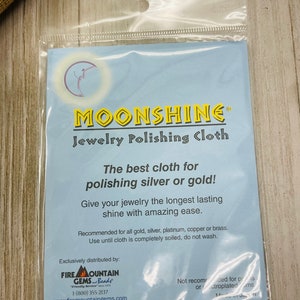 MOONSHINE
Jewelry Polishing Cloth
The best cloth for
polishing silver or gold!
Give your jewelry the longest lasting
shine with amazing ease.
Recommended for all gold, silver, platinum, copper or brass.
Use until cloth is completely soiled, do not wash.
Exclusively distributed by:
FIRE MOUNTAIN
GEMS and Beads
Not recommended for